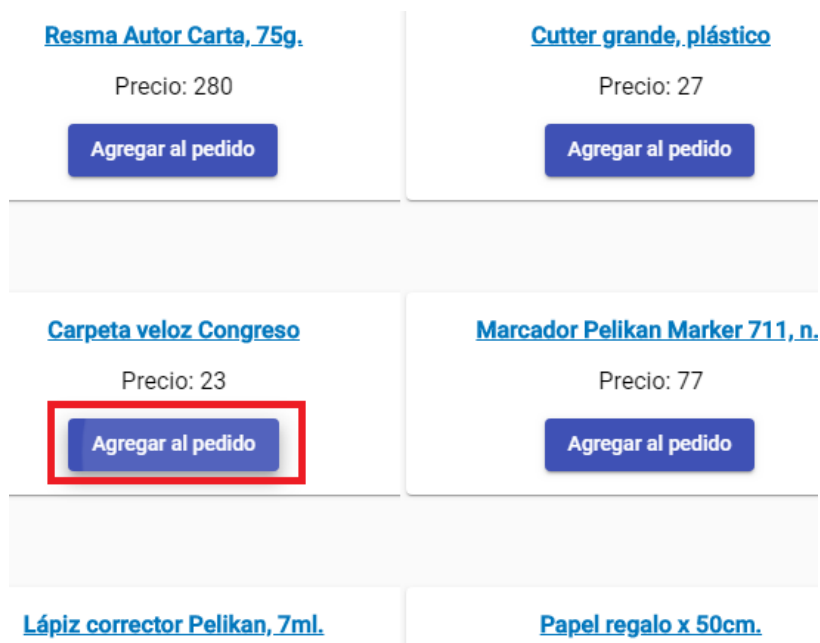 Resma Autor Carta, 75g.
Precio: 280
Agregar al pedido
Cutter grande, plástico
Precio: 27
Agregar al pedido
Carpeta veloz Congreso
Precio: 23
Agregar al pedido
Marcador Pelikan Marker 711, n.
Precio: 77
Agregar al pedido
Lápiz corrector Pelikan, 7ml.
Papel regalo x 50cm.